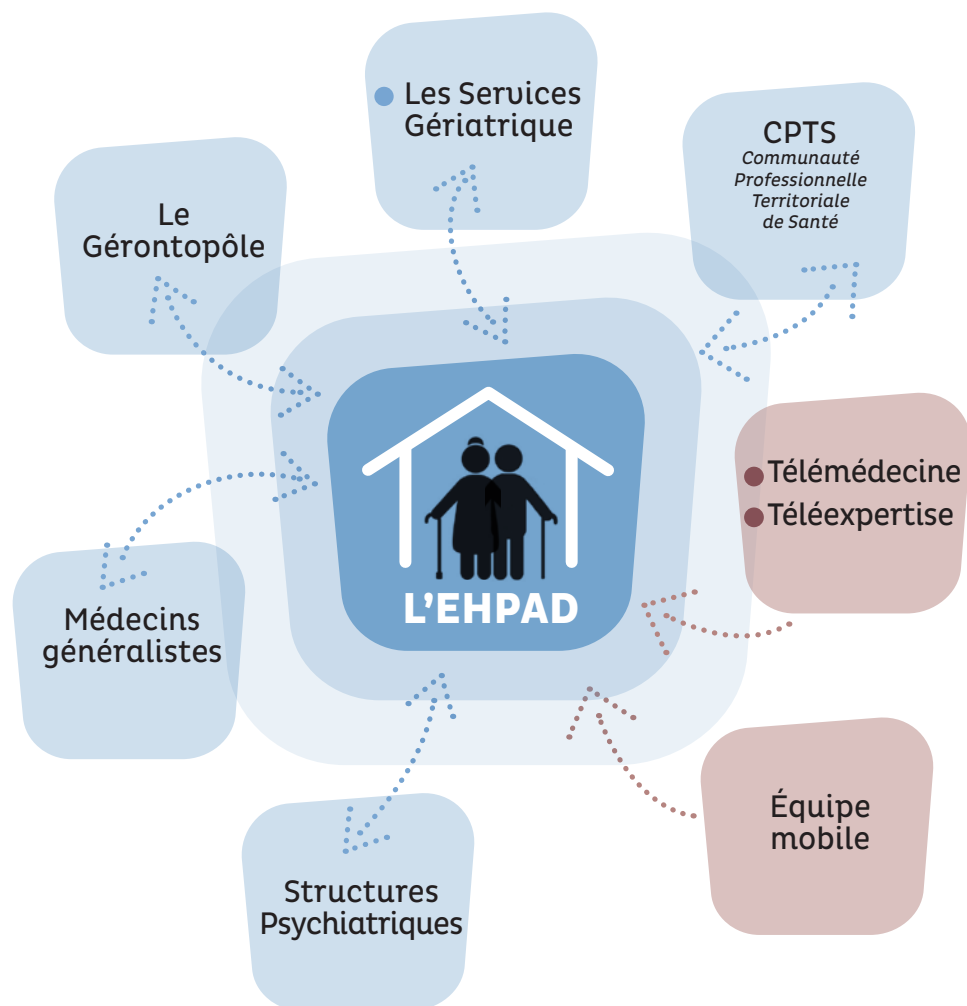 Les Services
Gériatrique
CPTS
Communauté
Professionnelle
Territoriale
de Santé
Le
Gérontopôle
Télémédecine
Téléexpertise
L'EHPAD
Médecins
généralistes
Équipe
mobile
Structures
Psychiatriques